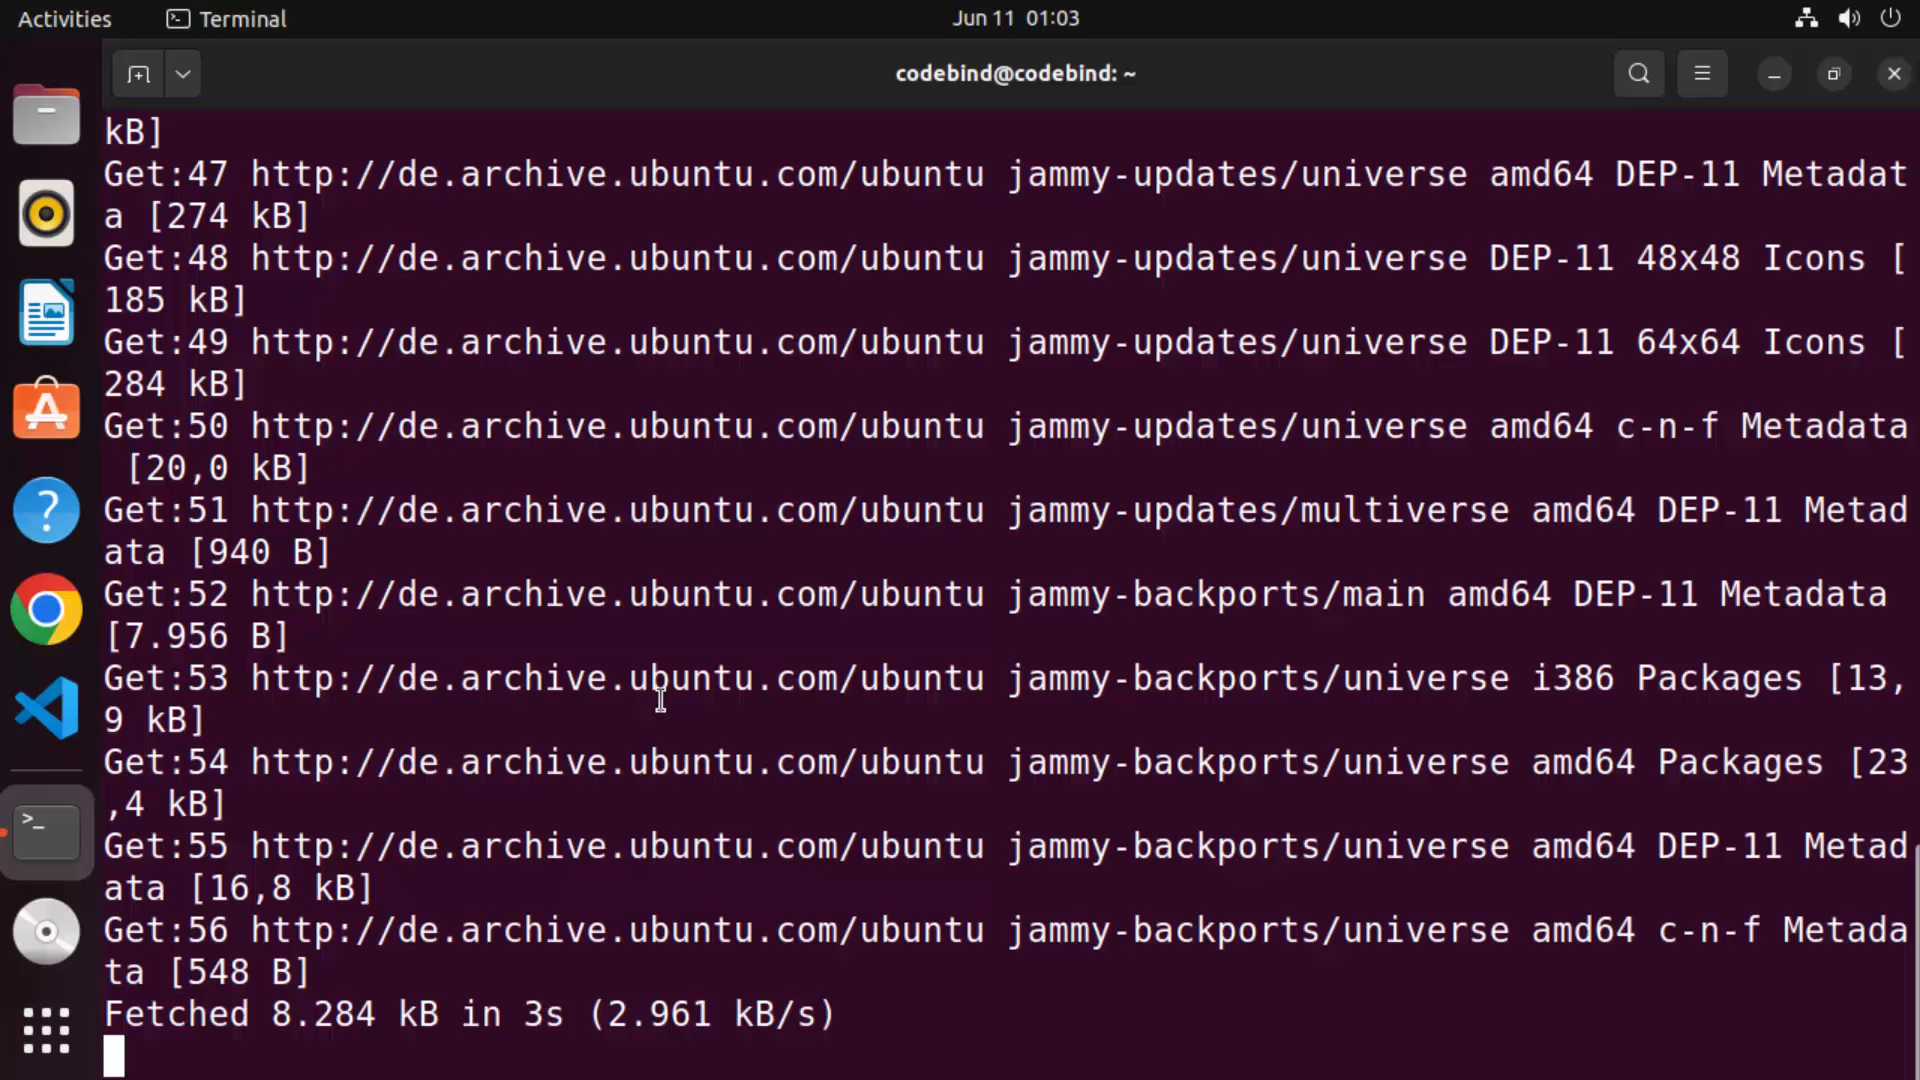 Activities Terminal Jun 11 01:03
codebind@codebind: ~
kB]
Get:47 http://de.archive.ubuntu.com/ubuntu jammy-updates/universe amd64 DEP-11 Metadat
a [274 kB]
Get:48 http://de.archive.ubuntu.com/ubuntu jammy-updates/universe DEP-11 48x48 Icons [
185 kB]
Get:49 http://de.archive.ubuntu.com/ubuntu jammy-updates/universe DEP-11 64x64 Icons [
284 kB]
Get:50 http://de.archive.ubuntu.com/ubuntu jammy-updates/universe amd64 c-n-f Metadata
 [20,0 kB]
Get:51 http://de.archive.ubuntu.com/ubuntu jammy-updates/multiverse amd64 DEP-11 Metad
ata [940 B]
Get:52 http://de.archive.ubuntu.com/ubuntu jammy-backports/main amd64 DEP-11 Metadata
[7.956 B]
Get:53 http://de.archive.ubuntu.com/ubuntu jammy-backports/universe i386 Packages [13,
9 kB]
Get:54 http://de.archive.ubuntu.com/ubuntu jammy-backports/universe amd64 Packages [23
,4 kB]
Get:55 http://de.archive.ubuntu.com/ubuntu jammy-backports/universe amd64 DEP-11 Metad
ata [16,8 kB]
Get:56 http://de.archive.ubuntu.com/ubuntu jammy-backports/universe amd64 c-n-f Metada
ta [548 B]
Fetched 8.284 kB in 3s (2.961 kB/s)